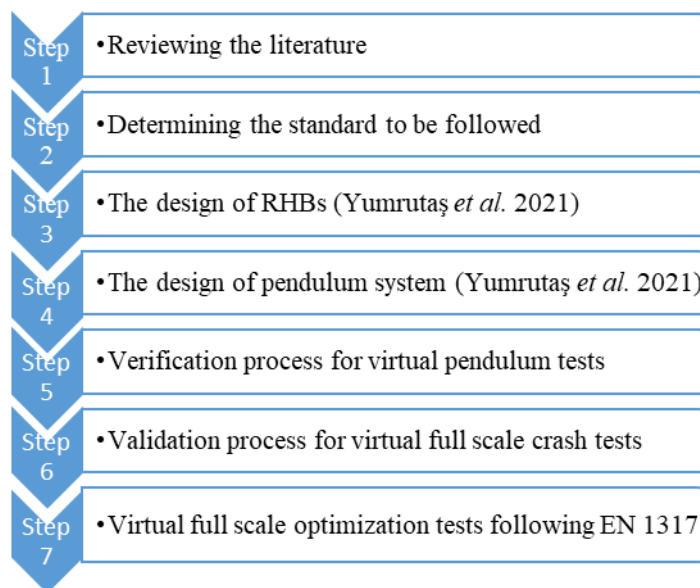 Step
1
•Reviewing the literature
Step
2
•Determining the standard to be followed
Step
3
•The design of RHBs (Yumrutaş et al. 2021)
Step
4
•The design of pendulum system (Yumrutaş et al. 2021)
Step
5
•Verification process for virtual pendulum tests
Step
6
•Validation process for virtual full scale crash tests
Step
7
•Virtual full scale optimization tests following EN 1317